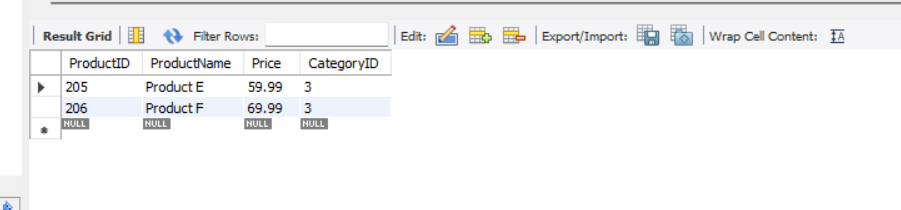 Result Grid Filter Rows: Edit: Export/Import: Wrap Cell Content: IA
ProductID ProductName Price CategoryID
205 Product E 59.99 3
206 Product F 69.99 3
NULL NULL NULL NULL